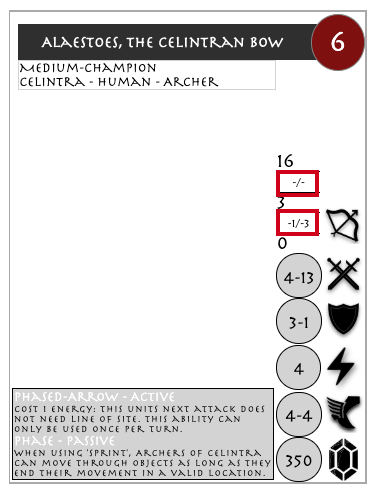 ALAESTOES, THE CELINTRAN BOW
6
MEDIUM-CHAMPION
CELINTRA - HUMAN - ARCHER
16
-/-
3
-1/-3
0
4-13
3-1
4
4-4
350
PHASED-ARROW - ACTIVE
COST 1 ENERGY: THIS UNITS NEXT ATTACK DOES
NOT NEED LINE OF SITE. THIS ABILITY CAN
ONLY BE USED ONCE PER TURN.
PHASE - PASSIVE
WHEN USING 'SPRINT', ARCHERS OF CELINTRA
CAN MOVE THROUGH OBJECTS AS LONG AS THEY
END THEIR MOVEMENT IN A VALID LOCATION.